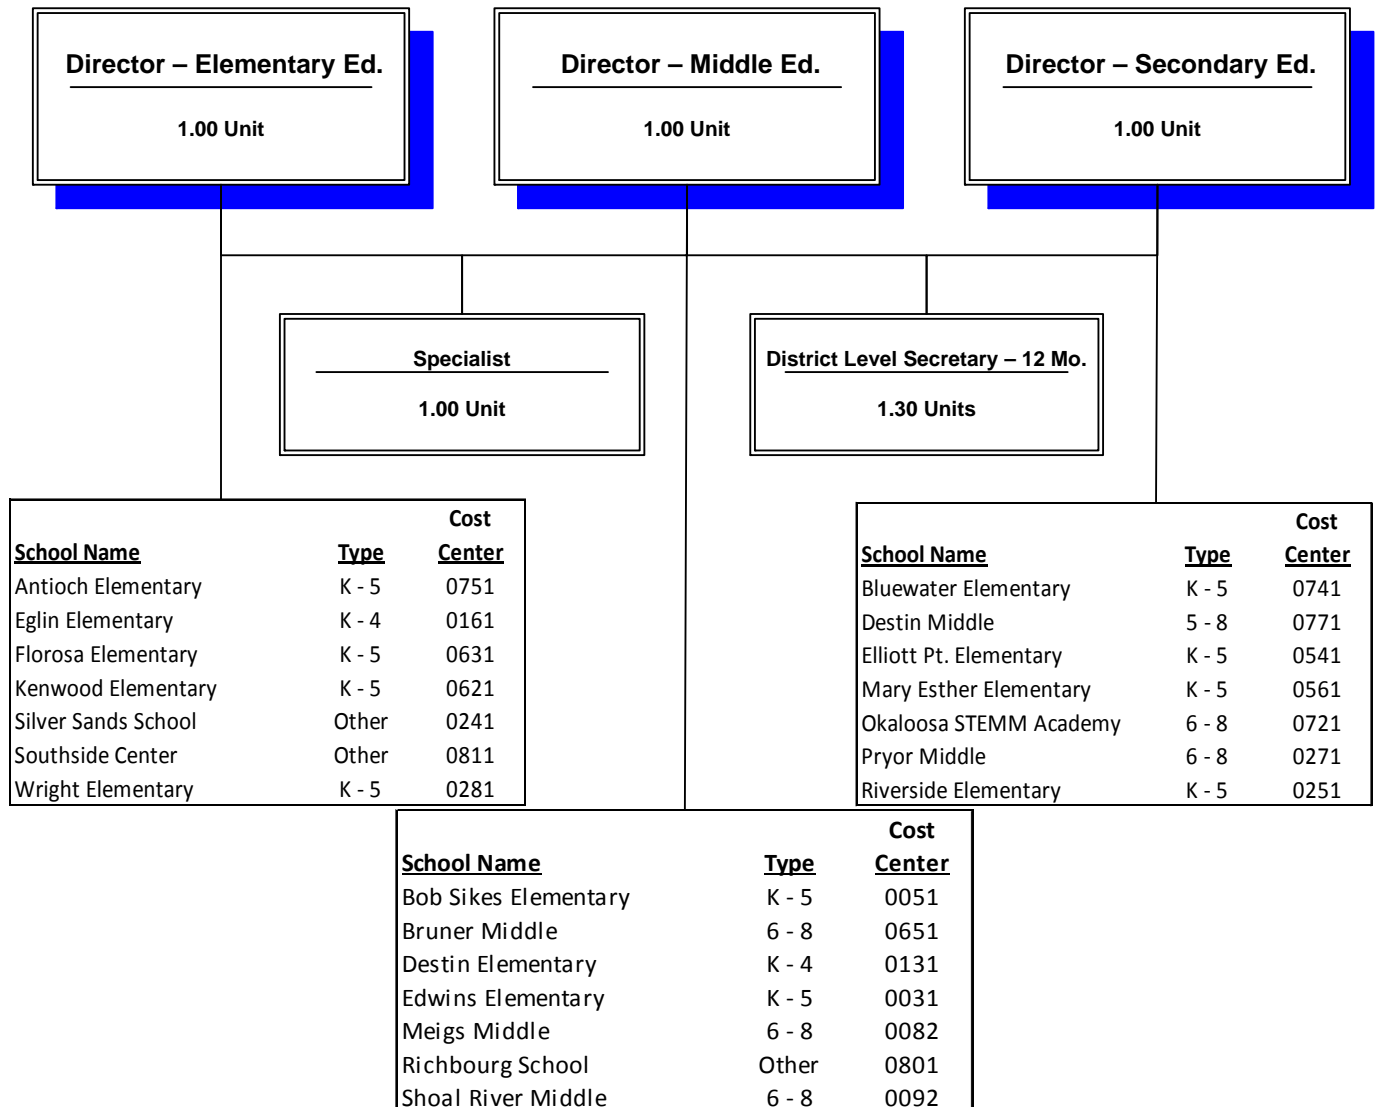 Director – Elementary Ed.
1.00 Unit
Director – Middle Ed.
1.00 Unit
Director – Secondary Ed.
1.00 Unit
Specialist
1.00 Unit
District Level Secretary – 12 Mo.
1.30 Units
Cost
School Name Type Center
Antioch Elementary K - 5 0751
Eglin Elementary K - 4 0161
Florosa Elementary K - 5 0631
Kenwood Elementary K - 5 0621
Silver Sands School Other 0241
Southside Center Other 0811
Wright Elementary K - 5 0281
Cost
School Name Type Center
Bluewater Elementary K - 5 0741
Destin Middle 5 - 8 0771
Elliott Pt. Elementary K - 5 0541
Mary Esther Elementary K - 5 0561
Okaloosa STEMM Academy 6 - 8 0721
Pryor Middle 6 - 8 0271
Riverside Elementary K - 5 0251
Cost
School Name Type Center
Bob Sikes Elementary K - 5 0051
Bruner Middle 6 - 8 0651
Destin Elementary K - 4 0131
Edwins Elementary K - 5 0031
Meigs Middle 6 - 8 0082
Richbourg School Other 0801
Shoal River Middle 6 - 8 0092